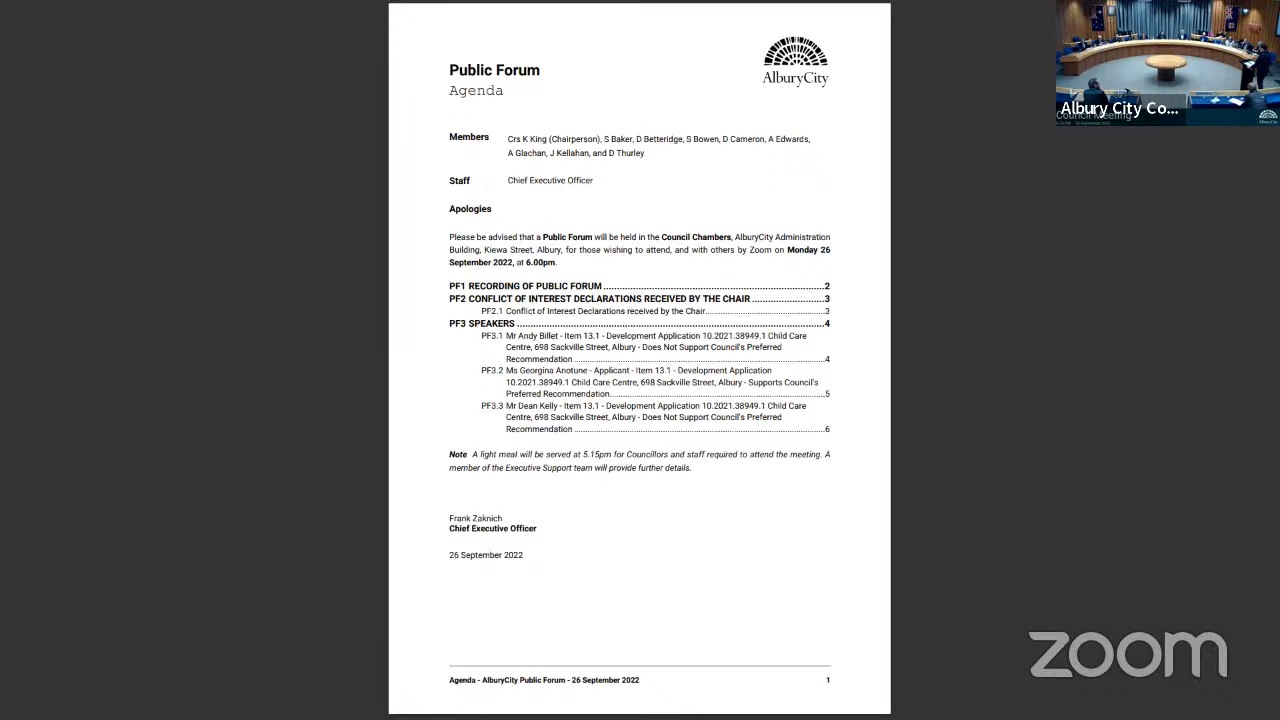 Public Forum
Agenda
AlburyCity
Members Crs K King (Chairperson), S Baker, D Betteridge, S Bowen, D Cameron, A Edwards,
A Glachan, J Kellahan, and D Thurley
Staff Chief Executive Officer
Apologies
Please be advised that a Public Forum will be held in the Council Chambers, AlburyCity Administration
Building, Kiewa Street, Albury, for those wishing to attend, and with others by Zoom on Monday 26
September 2022, at 6.00pm.
PF1 RECORDING OF PUBLIC FORUM ... 2
PF2 CONFLICT OF INTEREST DECLARATIONS RECEIVED BY THE CHAIR ... 3
PF2.1 Conflict of Interest Declarations received by the Chair ... 3
PF3 SPEAKERS ... 4
PF3.1 Mr Andy Billet - Item 13.1 - Development Application 10.2021.38949.1 Child Care
Centre, 698 Sackville Street, Albury - Does Not Support Council's Preferred
Recommendation ... 4
PF3.2 Ms Georgina Anotune - Applicant - Item 13.1 - Development Application
10.2021.38949.1 Child Care Centre, 698 Sackville Street, Albury - Supports Council's
Preferred Recommendation ... 5
PF3.3 Mr Dean Kelly - Item 13.1 - Development Application 10.2021.38949.1 Child Care
Centre, 698 Sackville Street, Albury - Does Not Support Council's Preferred
Recommendation ... 6
Note A light meal will be served at 5.15pm for Councillors and staff required to attend the meeting. A
member of the Executive Support team will provide further details.
Frank Zaknich
Chief Executive Officer
26 September 2022
Agenda - AlburyCity Public Forum - 26 September 2022 1
Albury City Co...
Council Meeting
zoom